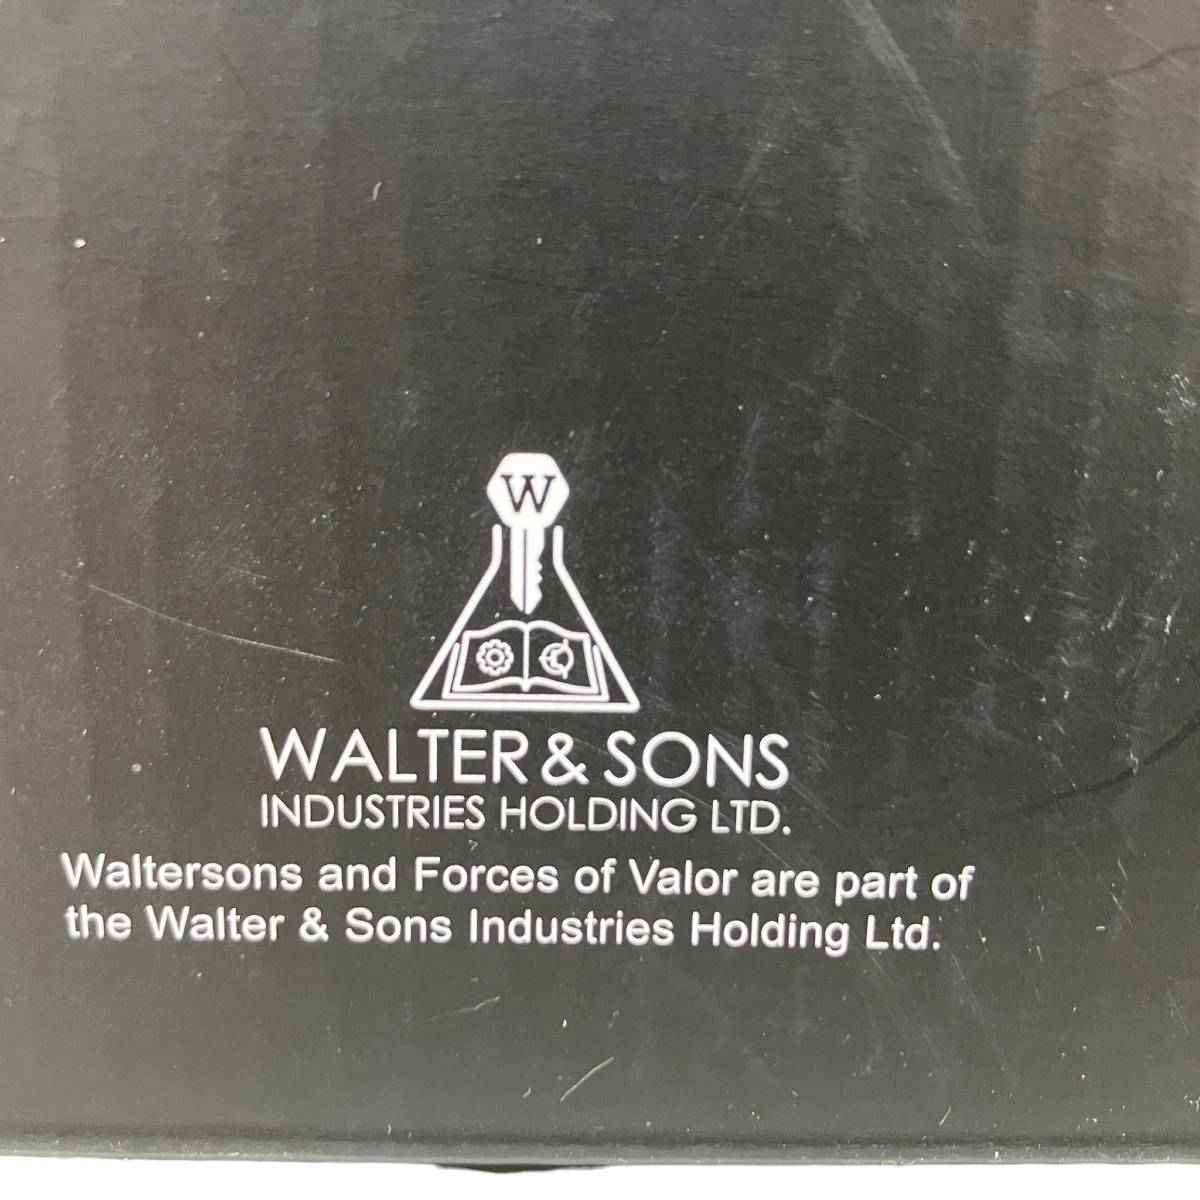 W
WALTER & SONS
INDUSTRIES HOLDING LTD.
Waltersons and Forces of Valor are part of
the Walter & Sons Industries Holding Ltd.